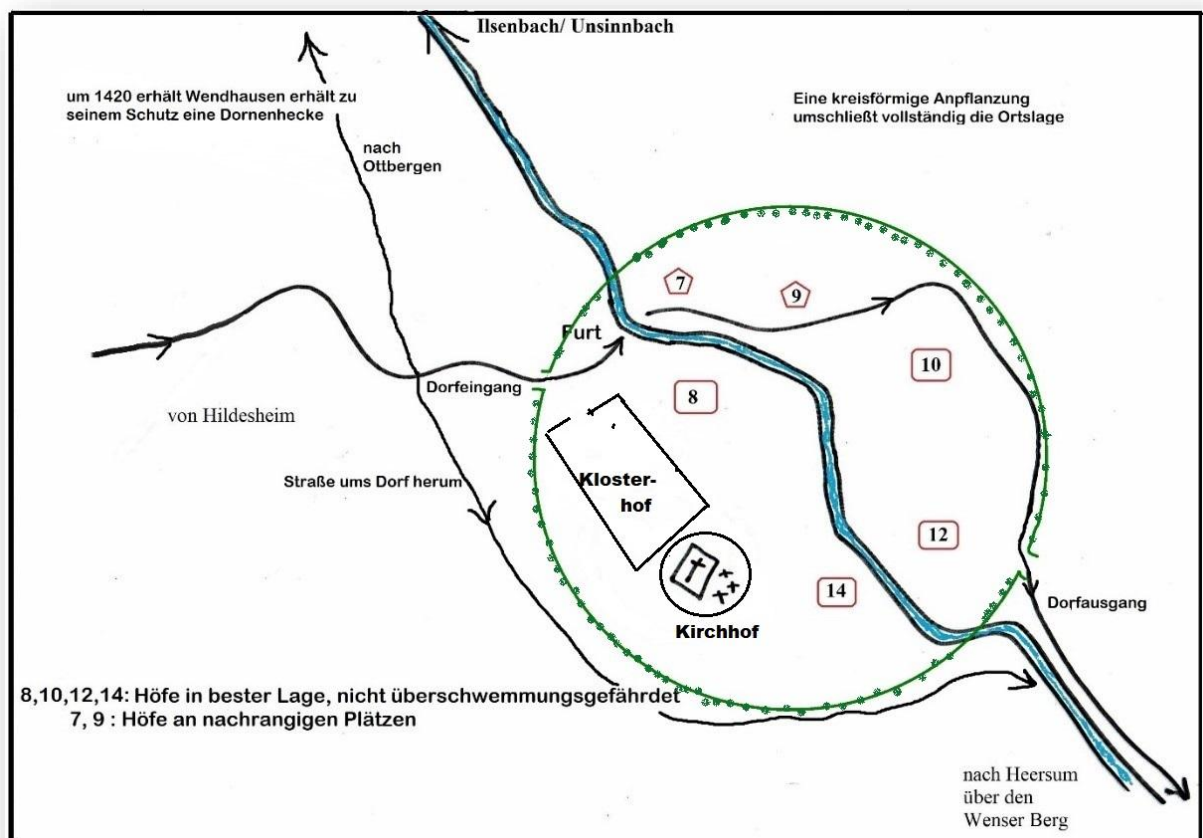 Ilsenbach/ Unsinnbach
um 1420 erhält Wendhausen erhält zu
seinem Schutz eine Dornenhecke
Eine kreisförmige Anpflanzung
umschließt vollständig die Ortslage
nach
Ottbergen
7
9
Furt
10
Dorfeingang
8
von Hildesheim
Straße ums Dorf herum
Kloster-
hof
12
14
Dorfausgang
Kirchhof
8,10,12,14: Höfe in bester Lage, nicht überschwemmungsgefährdet
7, 9 : Höfe an nachrangigen Plätzen
nach Heersum
über den
Wenser Berg